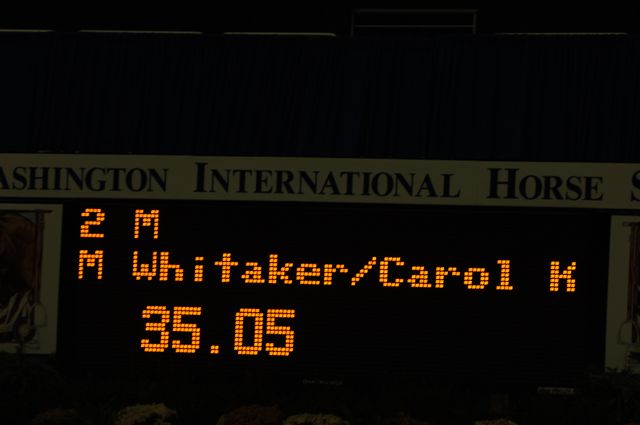 ASHINGTON INTERNATIONAL HORSE S
2 M
M Whitaker/Carol K
35.05